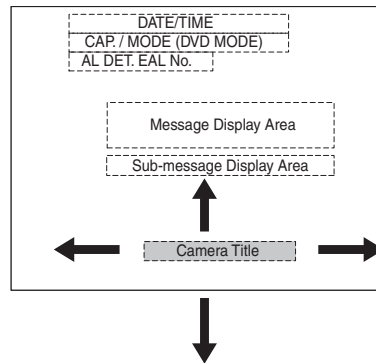 DATE/TIME
CAP. / MODE (DVD MODE)
AL DET. EAL No.
Message Display Area
Sub-message Display Area
Camera Title